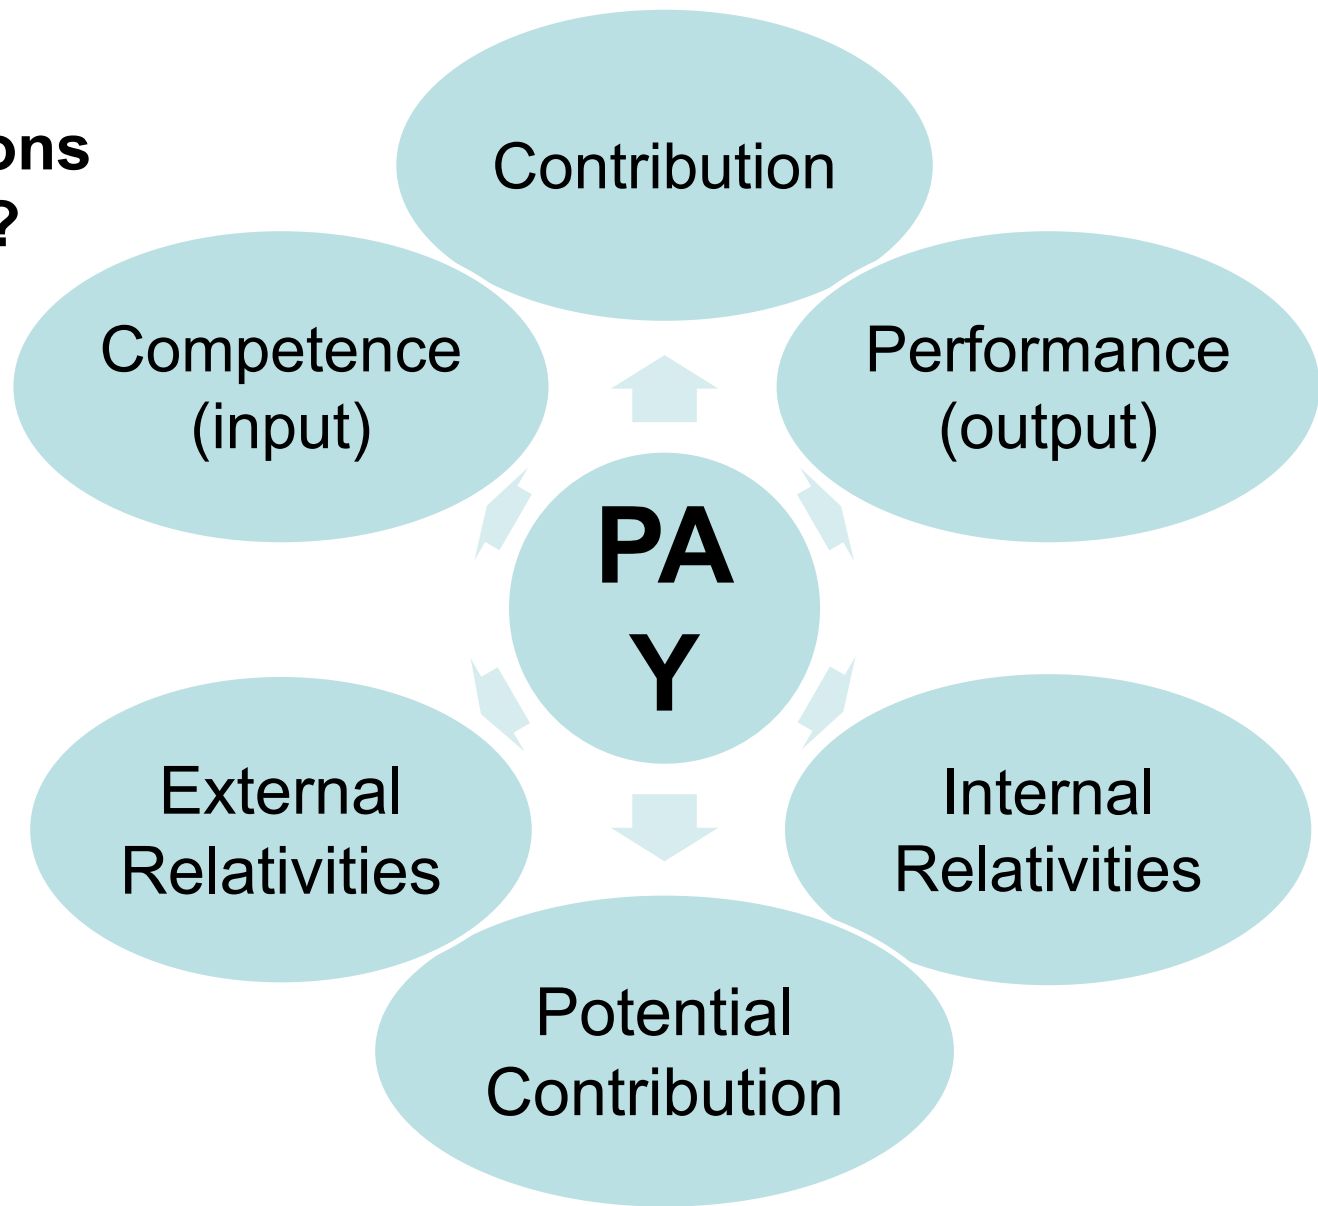 ons
?
Contribution
Competence
(input)
Performance
(output)
PA
Y
External
Relativities
Internal
Relativities
Potential
Contribution